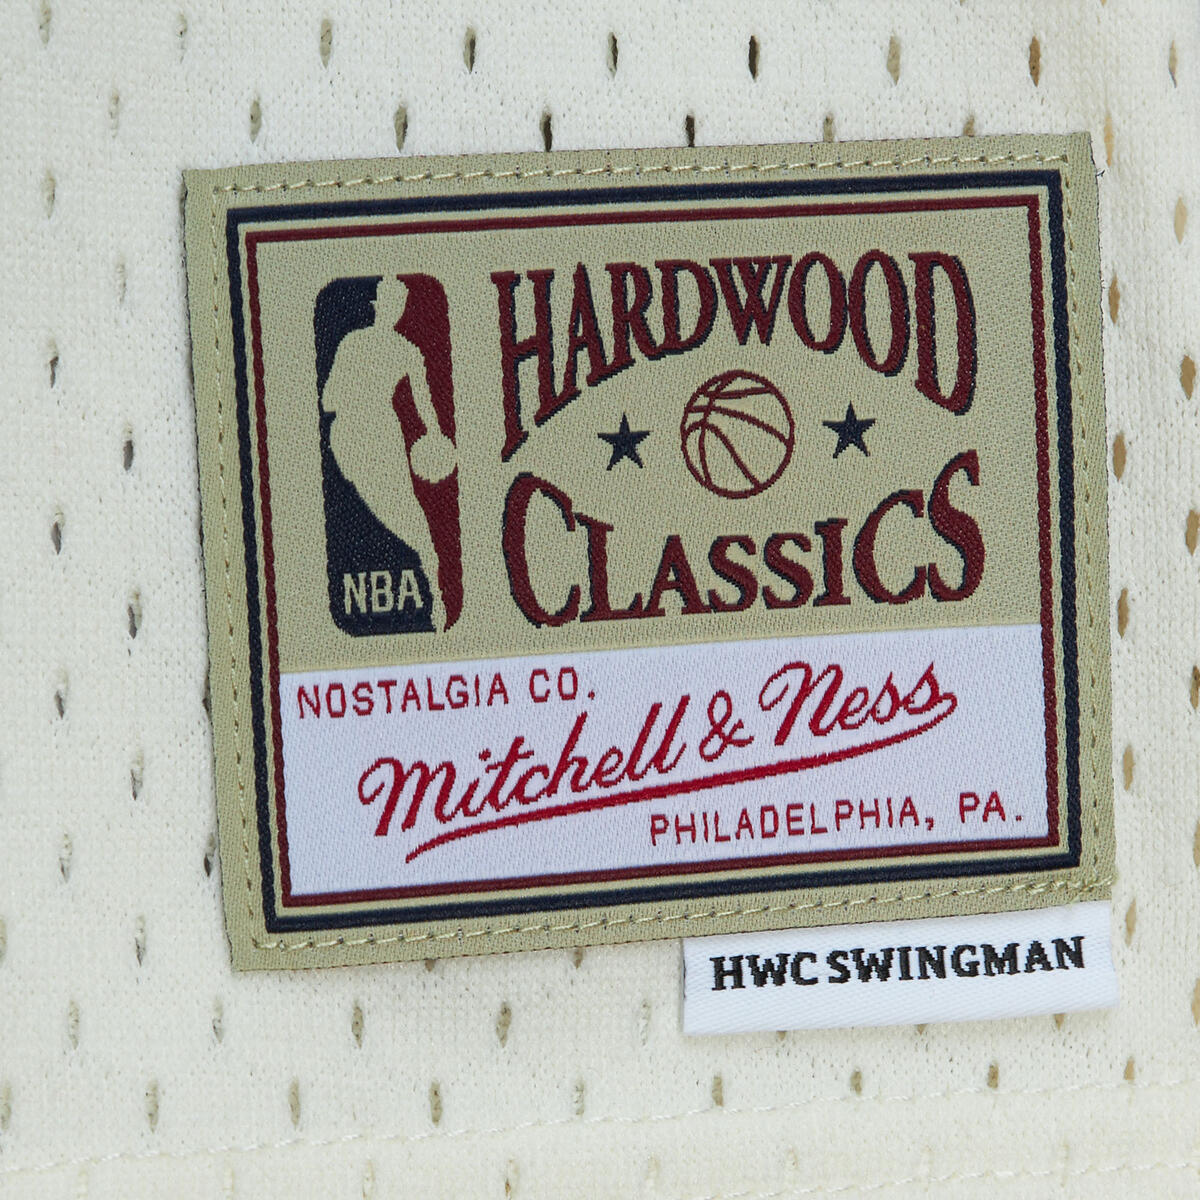 HARDWOOD
CLASSICS
NBA
NOSTALGIA CO.
Mitchell & Ness
PHILADELPHIA, PA.
HWC SWINGMAN